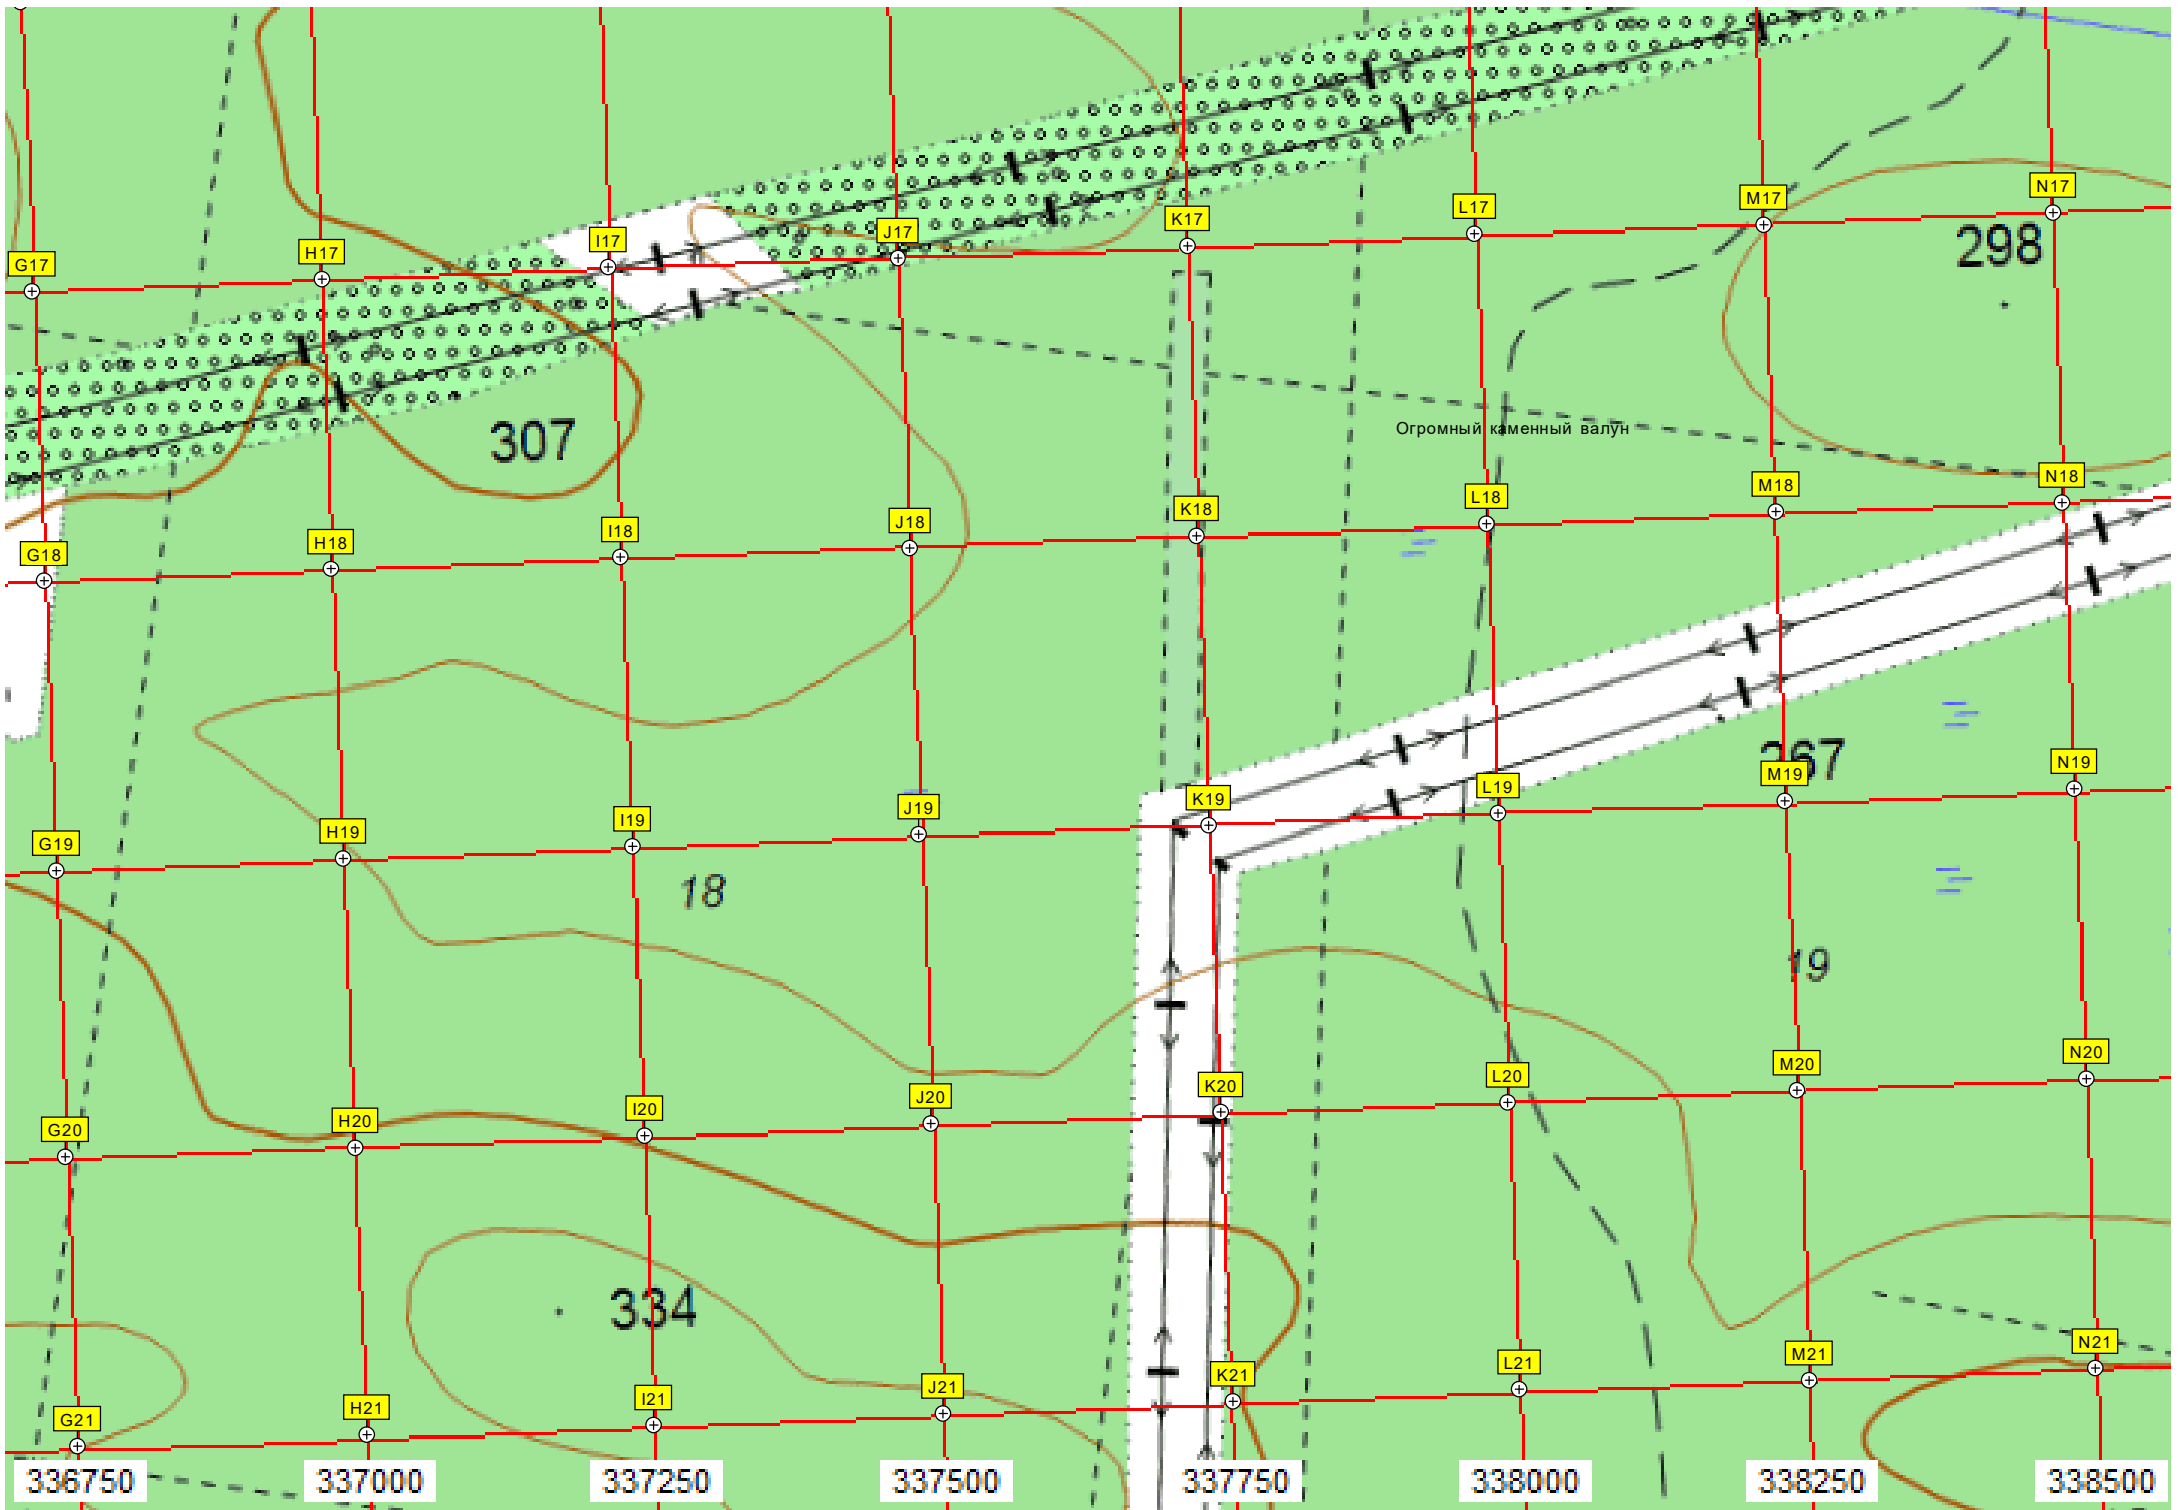 G17 H17 I17 J17 K17 L17 M17 N17
298
307
Огромный каменный валун
G18 H18 I18 J18 K18 L18 M18 N18
267
G19 H19 I19 J19 K19 L19 M19 N19
18
19
G20 H20 I20 J20 K20 L20 M20 N20
334
G21 H21 I21 J21 K21 L21 M21 N21
336750 337000 337250 337500 337750 338000 338250 338500